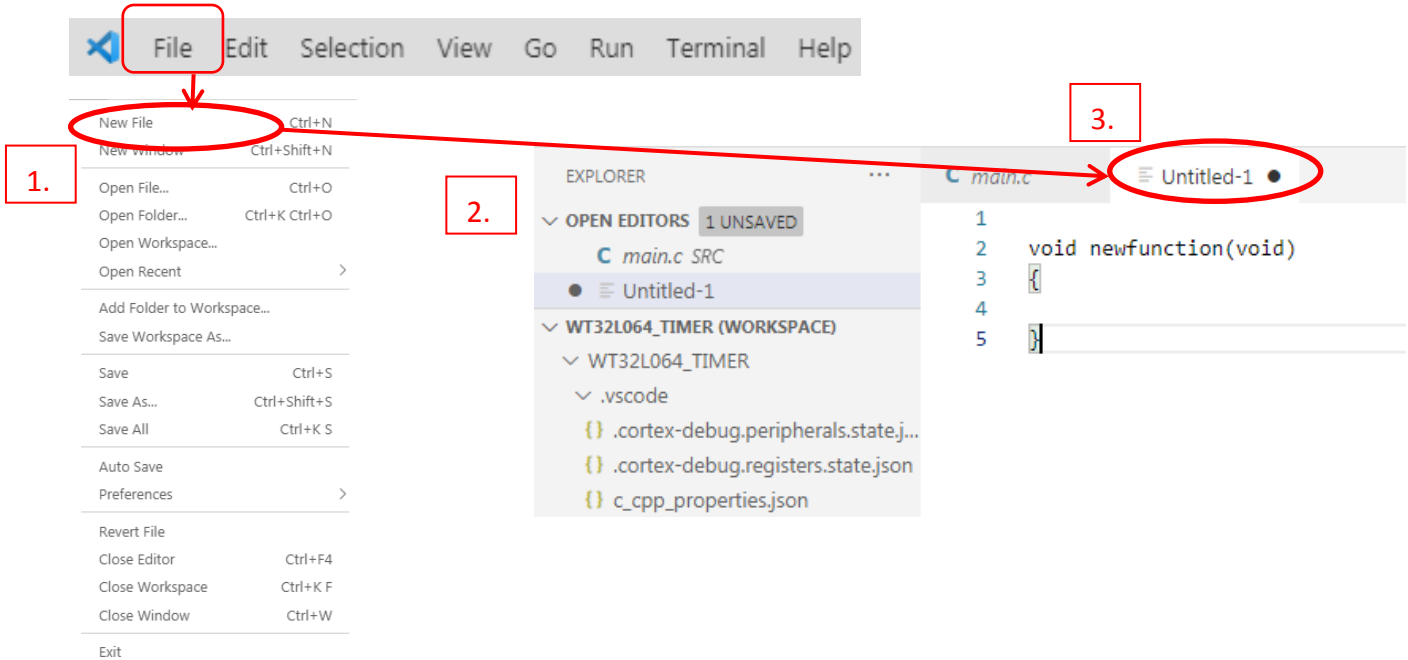 File Edit Selection View Go Run Terminal Help
1.
New File Ctrl+N
New Window Ctrl+Shift+N
Open File... Ctrl+O
Open Folder... Ctrl+K Ctrl+O
Open Workspace...
Open Recent
Add Folder to Workspace...
Save Workspace As...
Save Ctrl+S
Save As... Ctrl+Shift+S
Save All Ctrl+K S
Auto Save
Preferences
Revert File
Close Editor Ctrl+F4
Close Workspace Ctrl+K F
Close Window Ctrl+W
Exit
2.
EXPLORER ...
OPEN EDITORS 1 UNSAVED
C main.c SRC
Untitled-1
WT32L064_TIMER (WORKSPACE)
WT32L064_TIMER
.vscode
{} .cortex-debug.peripherals.state.j...
{} .cortex-debug.registers.state.json
{} c_cpp_properties.json
3.
C main.c Untitled-1
1
2 void newfunction(void)
3 {
4
5 }